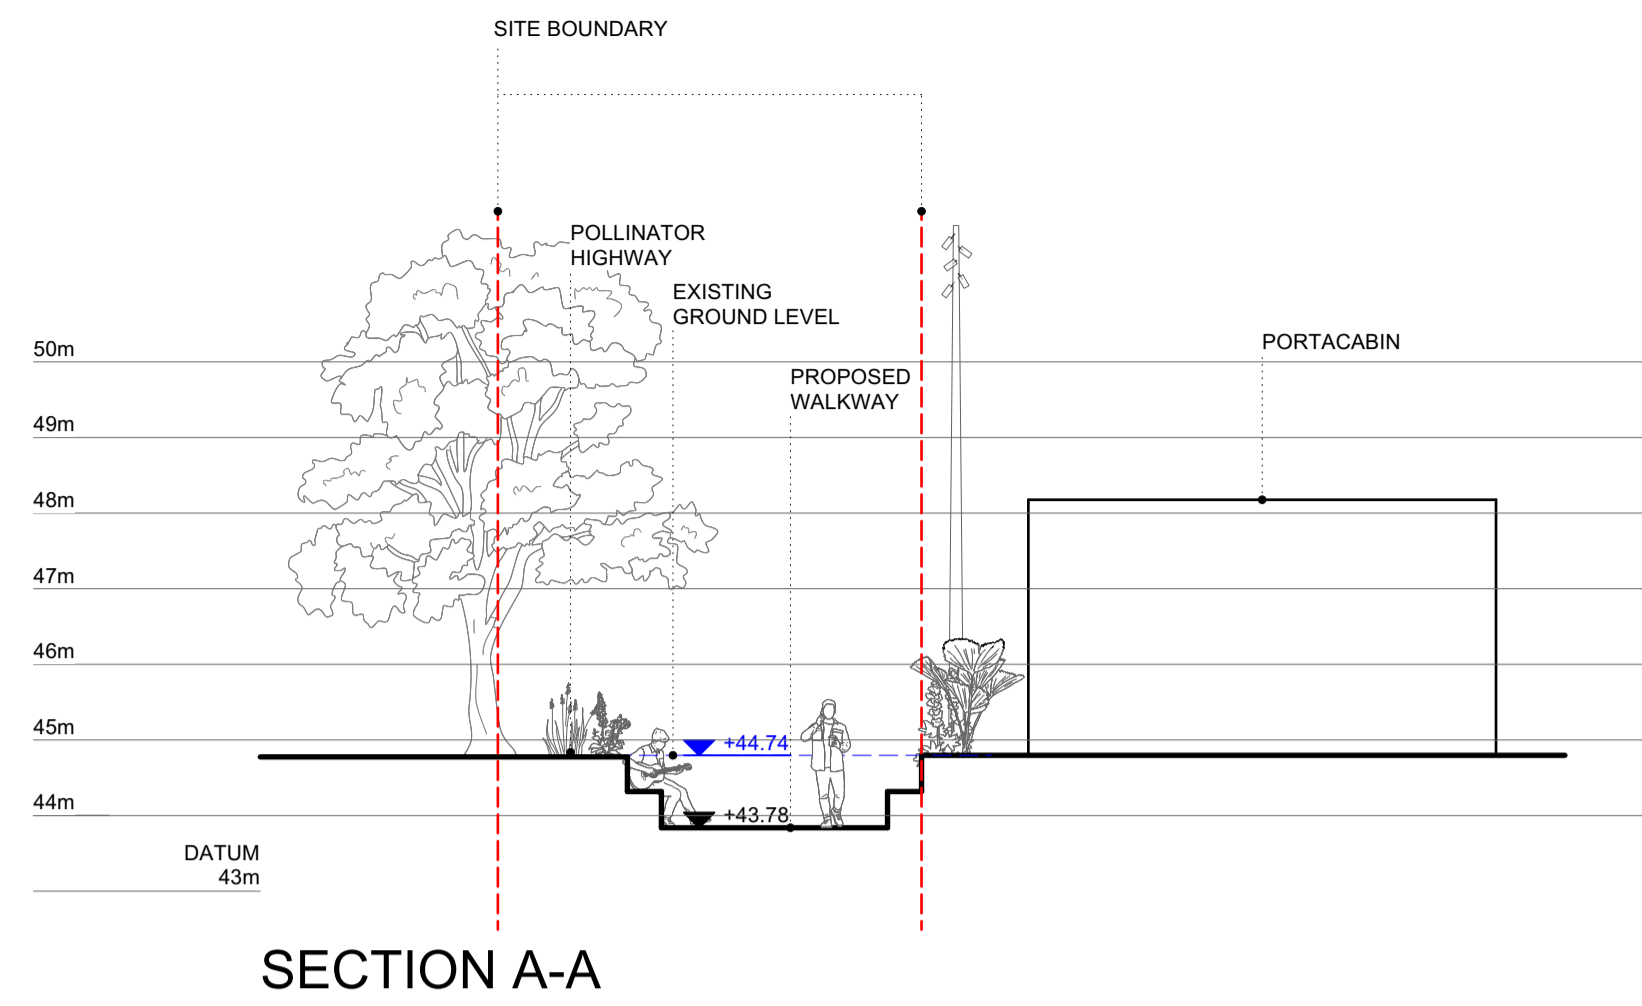 SITE BOUNDARY
POLLINATOR
HIGHWAY
EXISTING
GROUND LEVEL
PORTACABIN
50m
PROPOSED
WALKWAY
49m
48m
47m
46m
45m
+44.74
44m
+43.78
DATUM
43m
SECTION A-A